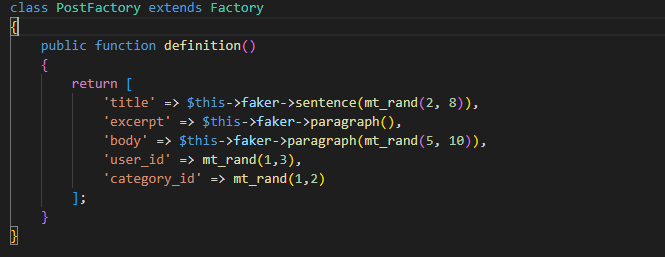 class PostFactory extends Factory
{
    public function definition()
    {
        return [
            'title' => $this->faker->sentence(mt_rand(2, 8)),
            'excerpt' => $this->faker->paragraph(),
            'body' => $this->faker->paragraph(mt_rand(5, 10)),
            'user_id' => mt_rand(1,3),
            'category_id' => mt_rand(1,2)
        ];
    }
}